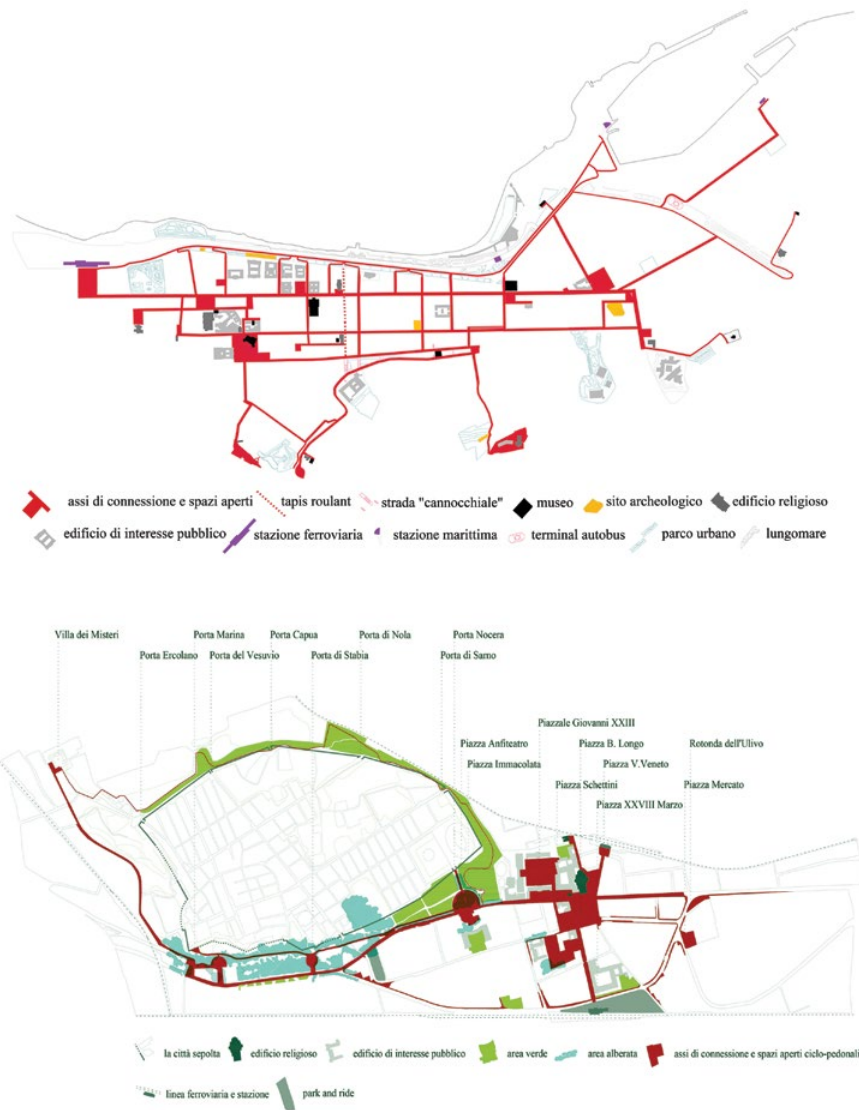 assi di connessione e spazi aperti tapis roulant strada "cannocchiale" museo sito archeologico edificio religioso
edificio di interesse pubblico stazione ferroviaria stazione marittima terminal autobus parco urbano lungomare
Villa dei Misteri Porta Marina Porta Capua Porta di Nola Porta Nocera
Porta Ercolano Porta del Vesuvio Porta di Stabia Porta di Sarno
Piazzale Giovanni XXIII
Piazza Anfiteatro Piazza B. Longo Rotonda dell'Ulivo
Piazza Immacolata Piazza V.Veneto
Piazza Schettini Piazza Mercato
Piazza XXVIII Marzo
la città sepolta edificio religioso edificio di interesse pubblico area verde area alberata assi di connessione e spazi aperti ciclo-pedonali
linea ferroviaria e stazione park and ride